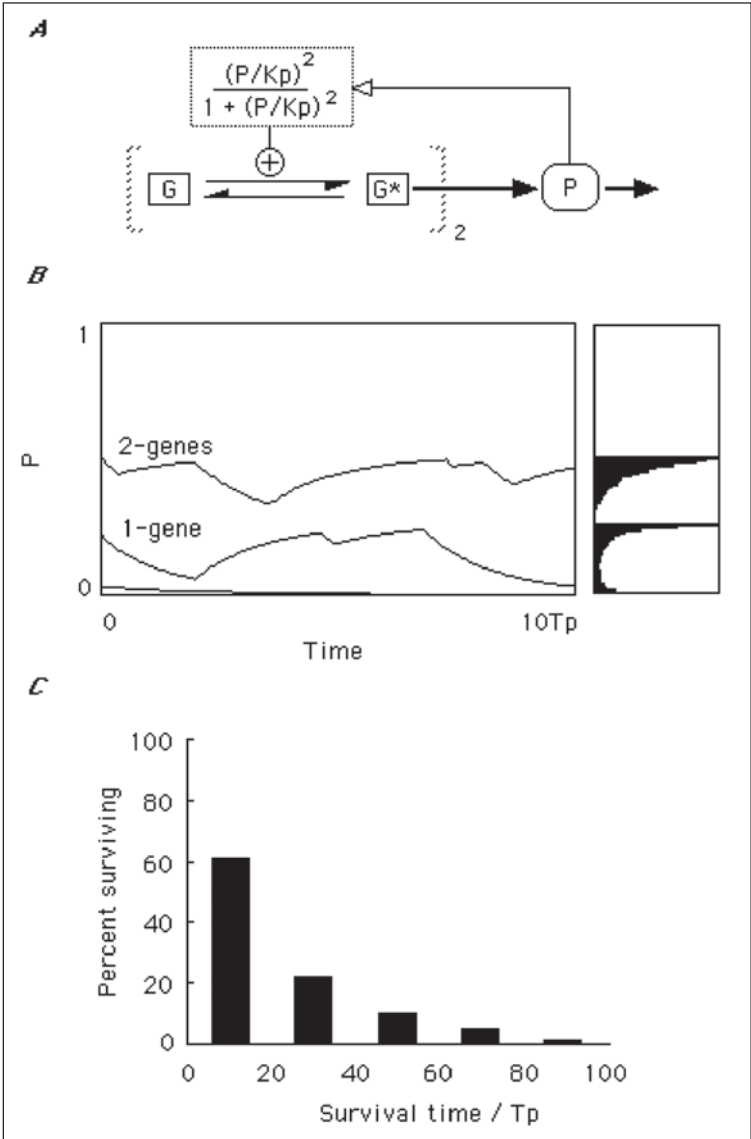 A
(P/Kp)2
1 + (P/Kp)2
+
G
G*
P
2
B
1
2-genes
P
1-gene
0
0
10Tp
Time
C
100
80
60
40
20
0
Percent surviving
0 20 40 60 80 100
Survival time / Tp